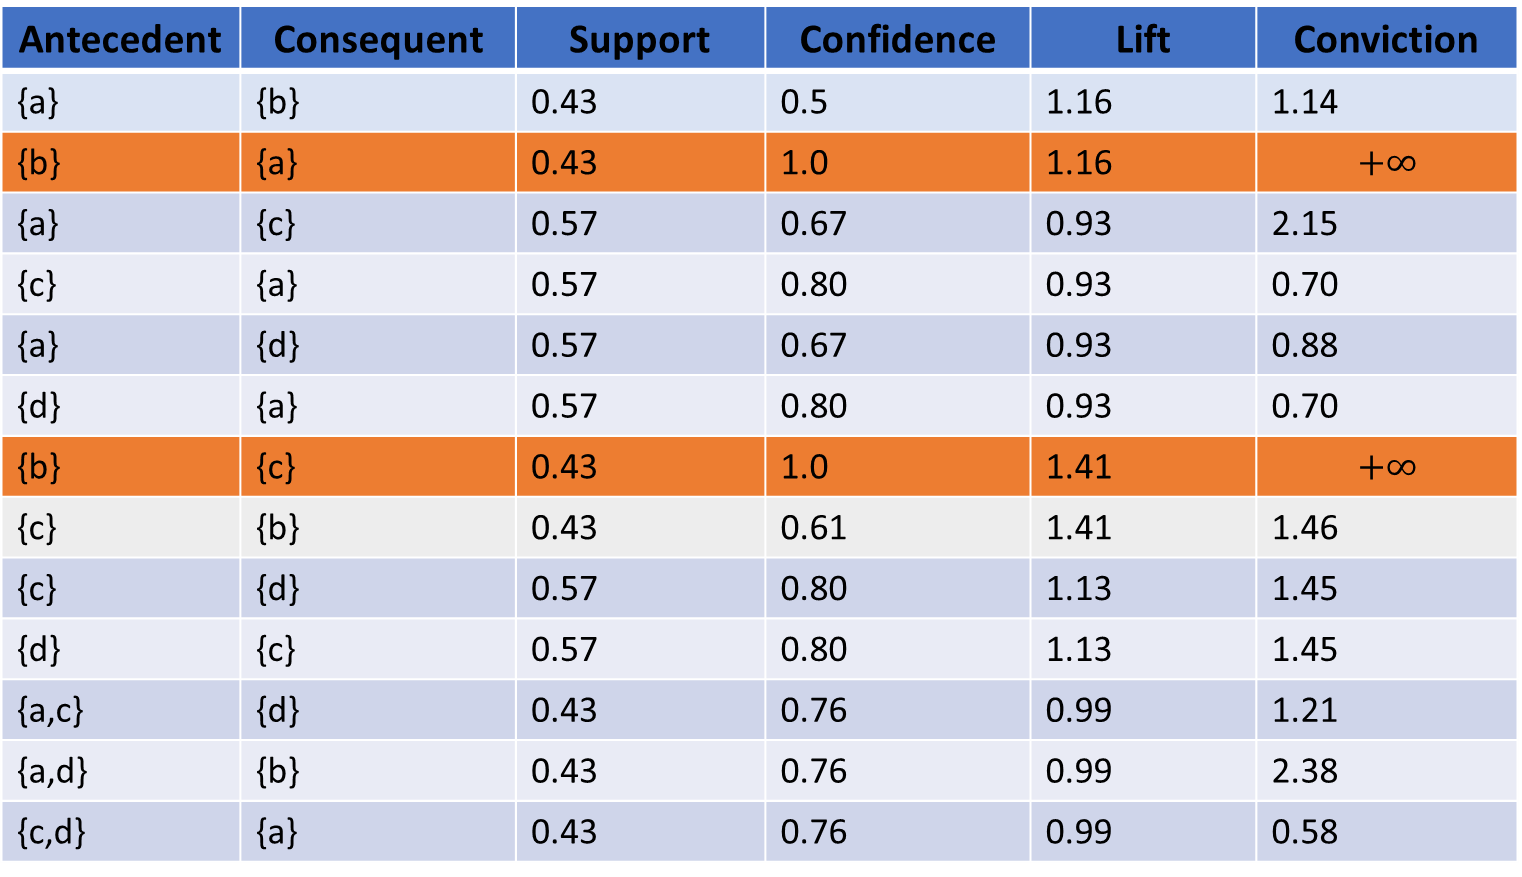 Antecedent Consequent Support Confidence Lift Conviction
{a} {b} 0.43 0.5 1.16 1.14
{b} {a} 0.43 1.0 1.16 +∞
{a} {c} 0.57 0.67 0.93 2.15
{c} {a} 0.57 0.80 0.93 0.70
{a} {d} 0.57 0.67 0.93 0.88
{d} {a} 0.57 0.80 0.93 0.70
{b} {c} 0.43 1.0 1.41 +∞
{c} {b} 0.43 0.61 1.41 1.46
{c} {d} 0.57 0.80 1.13 1.45
{d} {c} 0.57 0.80 1.13 1.45
{a,c} {d} 0.43 0.76 0.99 1.21
{a,d} {b} 0.43 0.76 0.99 2.38
{c,d} {a} 0.43 0.76 0.99 0.58